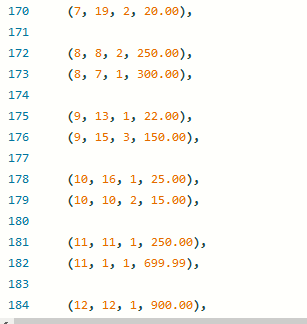 170 (7, 19, 2, 20.00),
171
172 (8, 8, 2, 250.00),
173 (8, 7, 1, 300.00),
174
175 (9, 13, 1, 22.00),
176 (9, 15, 3, 150.00),
177
178 (10, 16, 1, 25.00),
179 (10, 10, 2, 15.00),
180
181 (11, 11, 1, 250.00),
182 (11, 1, 1, 699.99),
183
184 (12, 12, 1, 900.00),